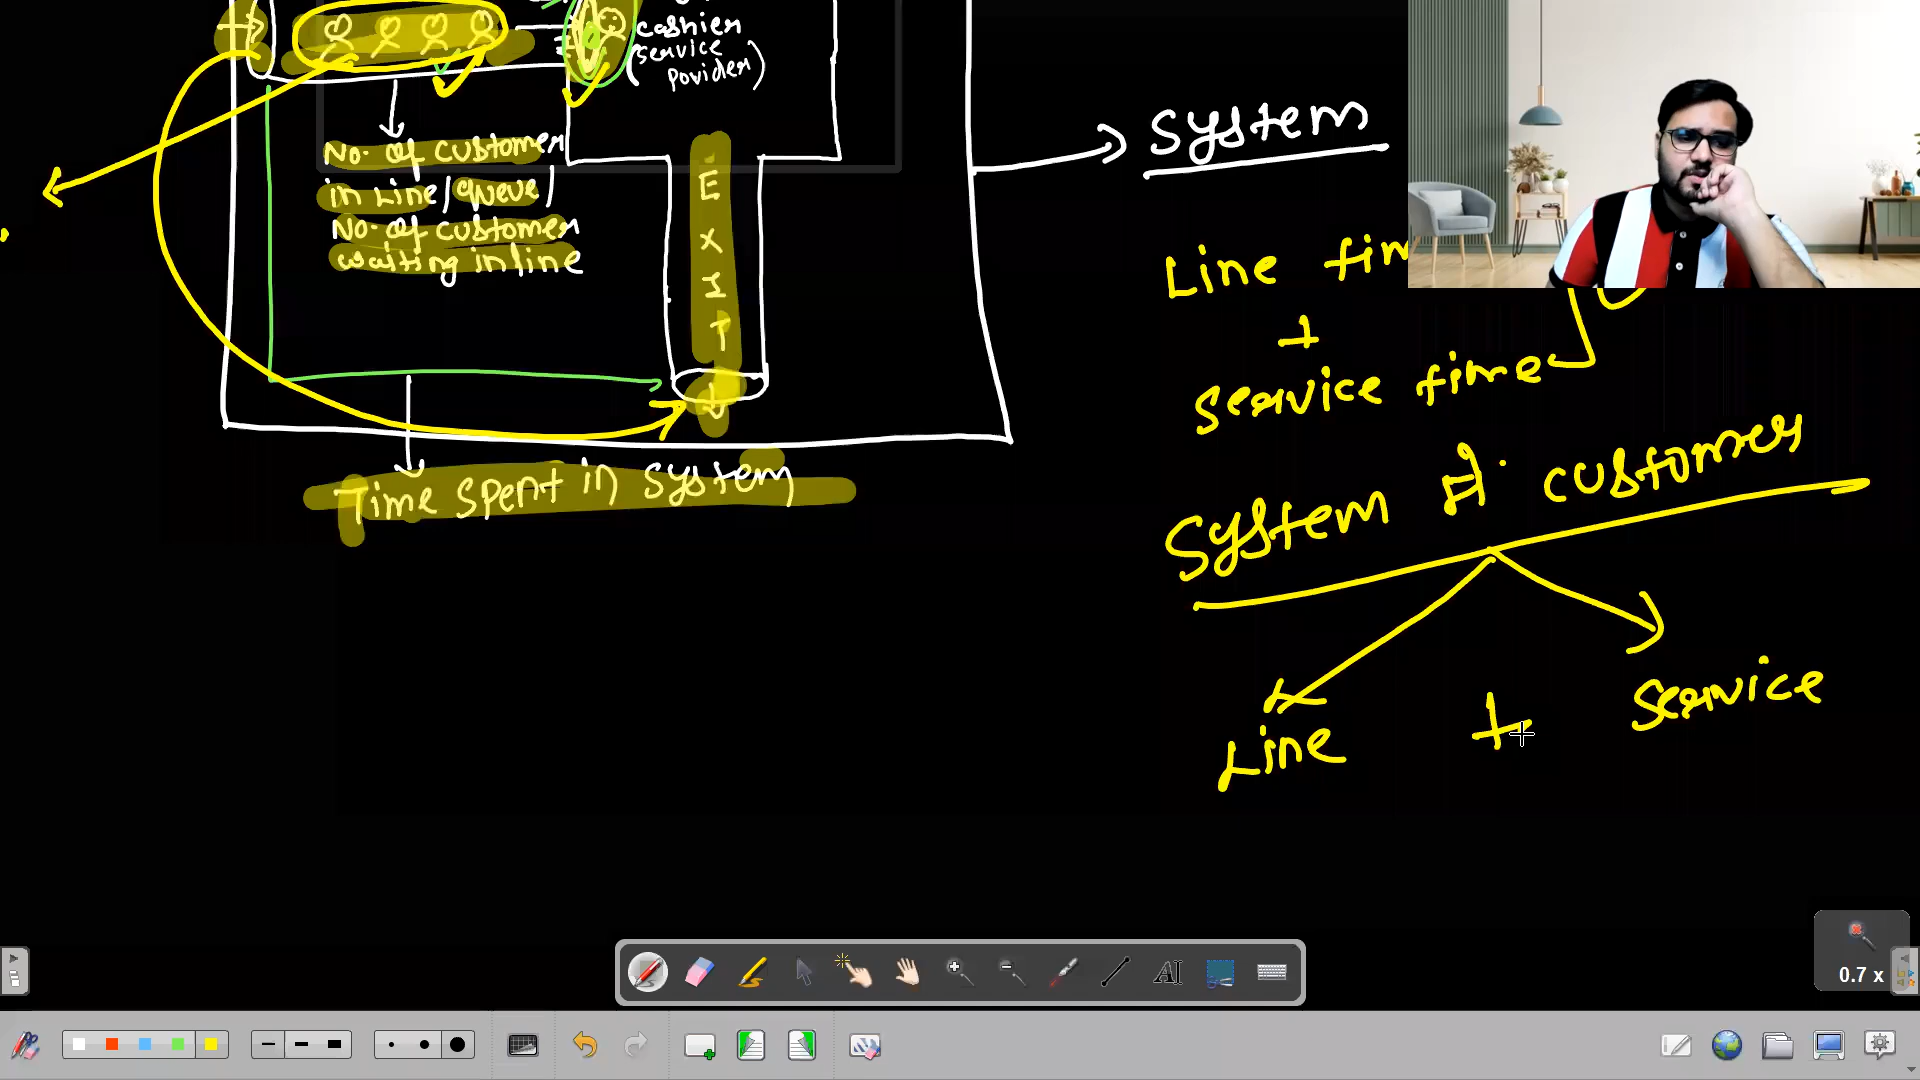 cashier
(service
povider)
No. of customer
in Line/queue/
No. of customer
waiting in line
EXIT
Time spent in system
System
Line tim
+
service time
System में customer
Line + service
0.7 x